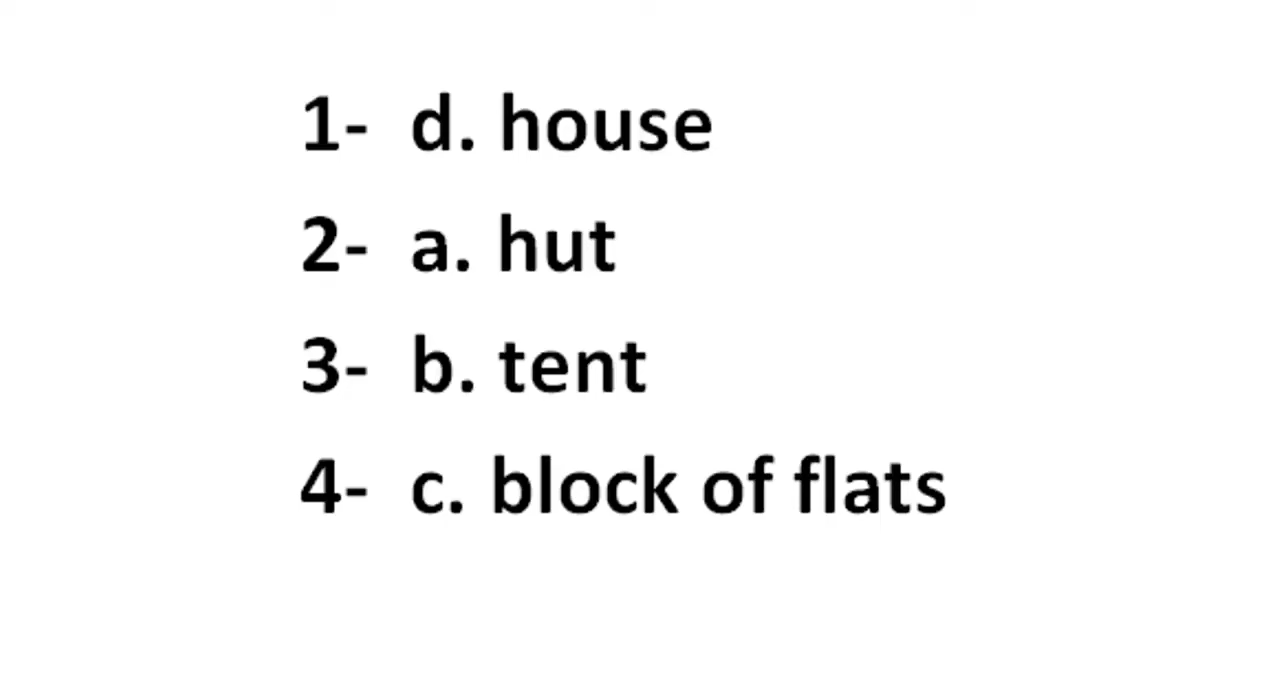 1- d. house
2- a. hut
3- b. tent
4- c. block of flats